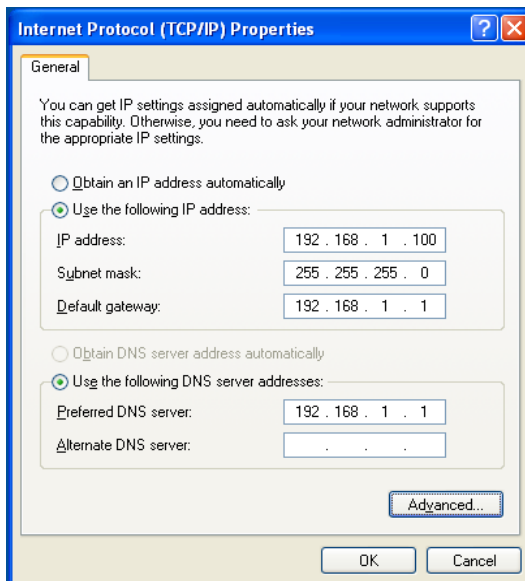 Internet Protocol (TCP/IP) Properties
General
You can get IP settings assigned automatically if your network supports
this capability. Otherwise, you need to ask your network administrator for
the appropriate IP settings.
Obtain an IP address automatically
Use the following IP address:
IP address: 192 . 168 . 1 . 100
Subnet mask: 255 . 255 . 255 . 0
Default gateway: 192 . 168 . 1 . 1
Obtain DNS server address automatically
Use the following DNS server addresses:
Preferred DNS server: 192 . 168 . 1 . 1
Alternate DNS server: . . .
Advanced...
OK Cancel